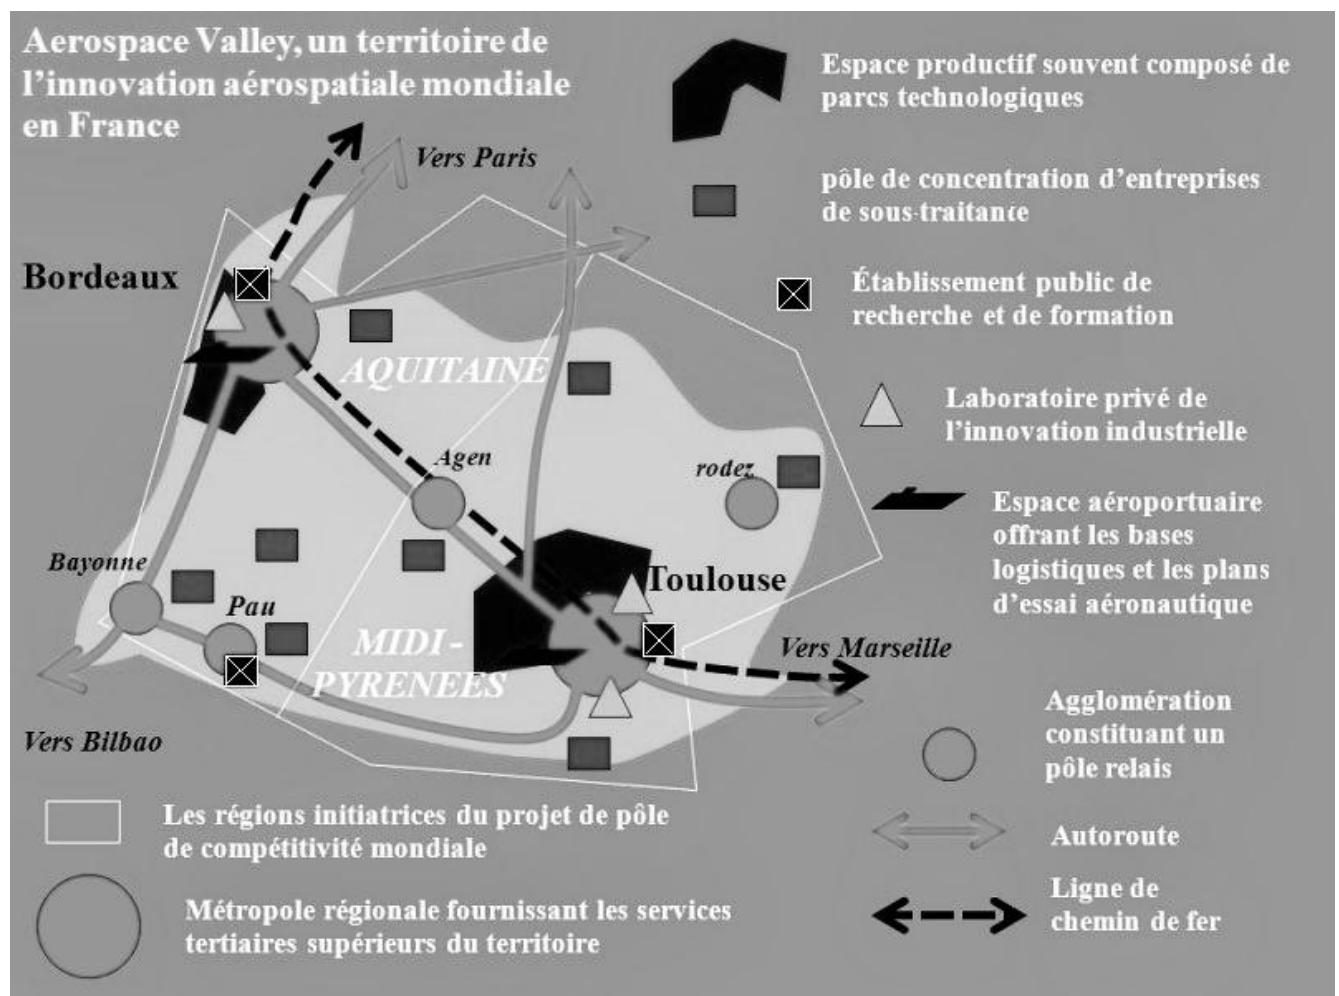 Aerospace Valley, un territoire de
l'innovation aérospatiale mondiale
en France
Vers Paris
Bordeaux
AQUITAINE
Agen
rodez
Bayonne
Pau
Toulouse
MIDI -
PYRENEES
Vers Marseille
Vers Bilbao
Espace productif souvent composé de
parcs technologiques
pôle de concentration d'entreprises
de sous-traitante
Établissement public de
recherche et de formation
Laboratoire privé de
l'innovation industrielle
Espace aéroportuaire
offrant les bases
logistiques et les plans
d'essai aéronautique
Agglomération
constituant un
pôle relais
Autoroute
Ligne de
chemin de fer
Les régions initiatrices du projet de pôle
de compétitivité mondiale
Métropole régionale fournissant les services
tertiaires supérieurs du territoire